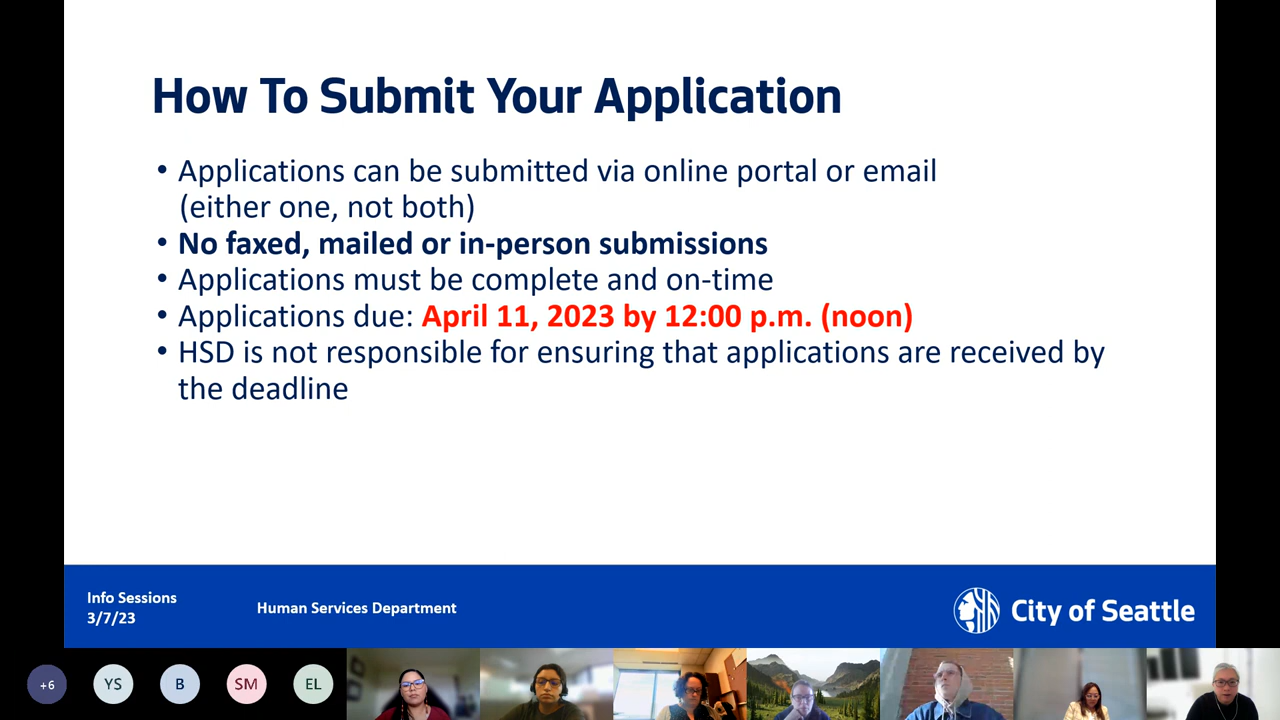 How To Submit Your Application
• Applications can be submitted via online portal or email
(either one, not both)
• No faxed, mailed or in-person submissions
• Applications must be complete and on-time
• Applications due: April 11, 2023 by 12:00 p.m. (noon)
• HSD is not responsible for ensuring that applications are received by
the deadline
Info Sessions
3/7/23
Human Services Department
City of Seattle
+6
YS
B
SM
EL